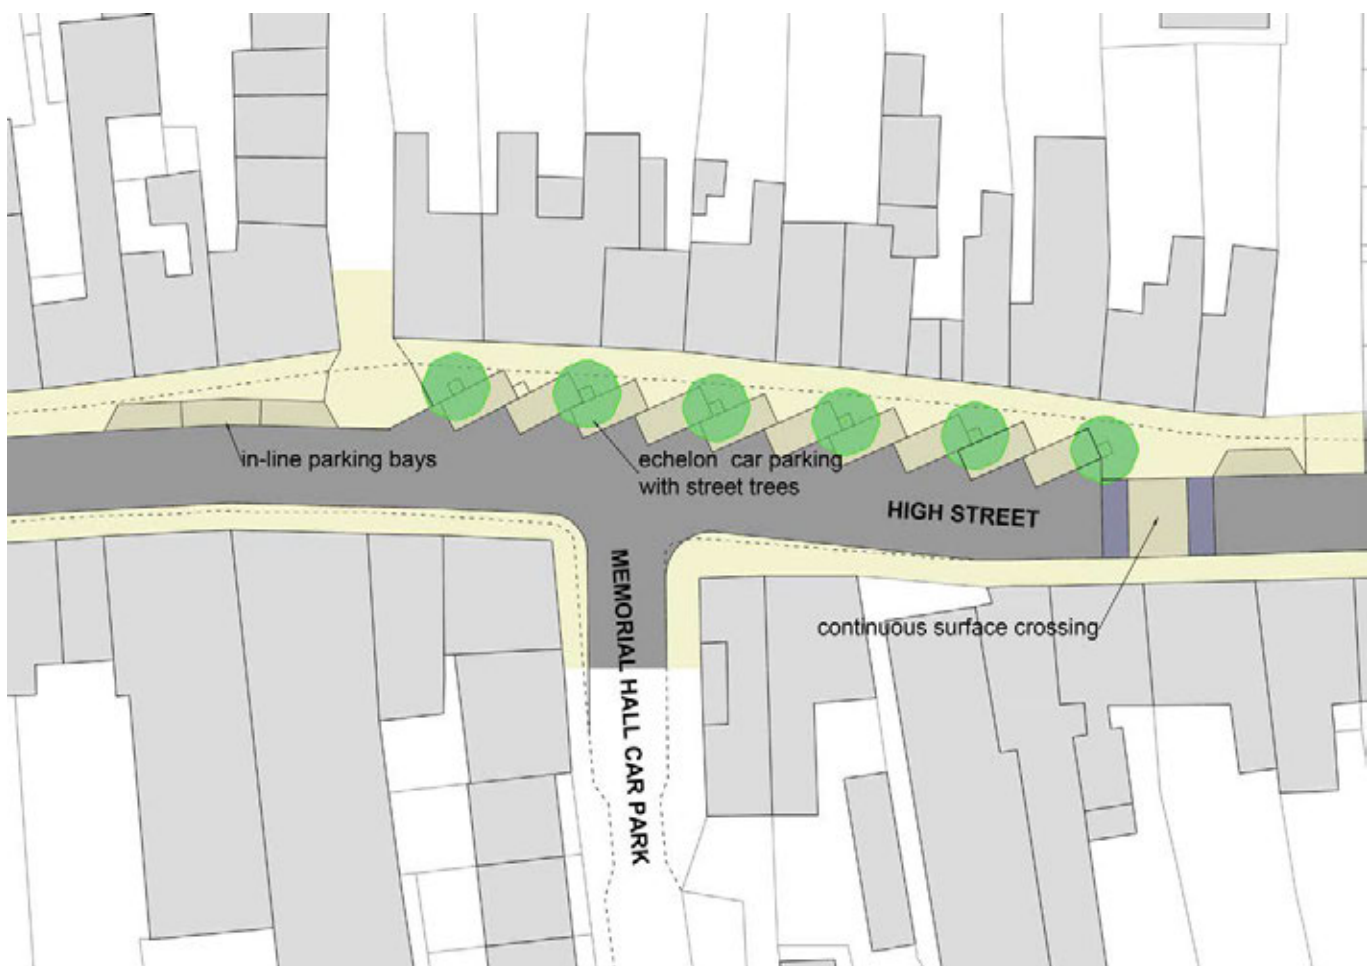 in-line parking bays
echelon car parking
with street trees
HIGH STREET
MEMORIAL HALL CAR PARK
continuous surface crossing